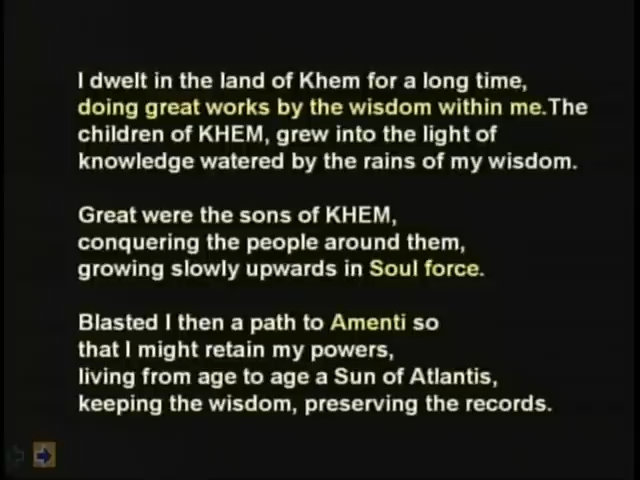 I dwelt in the land of Khem for a long time,
doing great works by the wisdom within me.The
children of KHEM, grew into the light of
knowledge watered by the rains of my wisdom.
Great were the sons of KHEM,
conquering the people around them,
growing slowly upwards in Soul force.
Blasted I then a path to Amenti so
that I might retain my powers,
living from age to age a Sun of Atlantis,
keeping the wisdom, preserving the records.